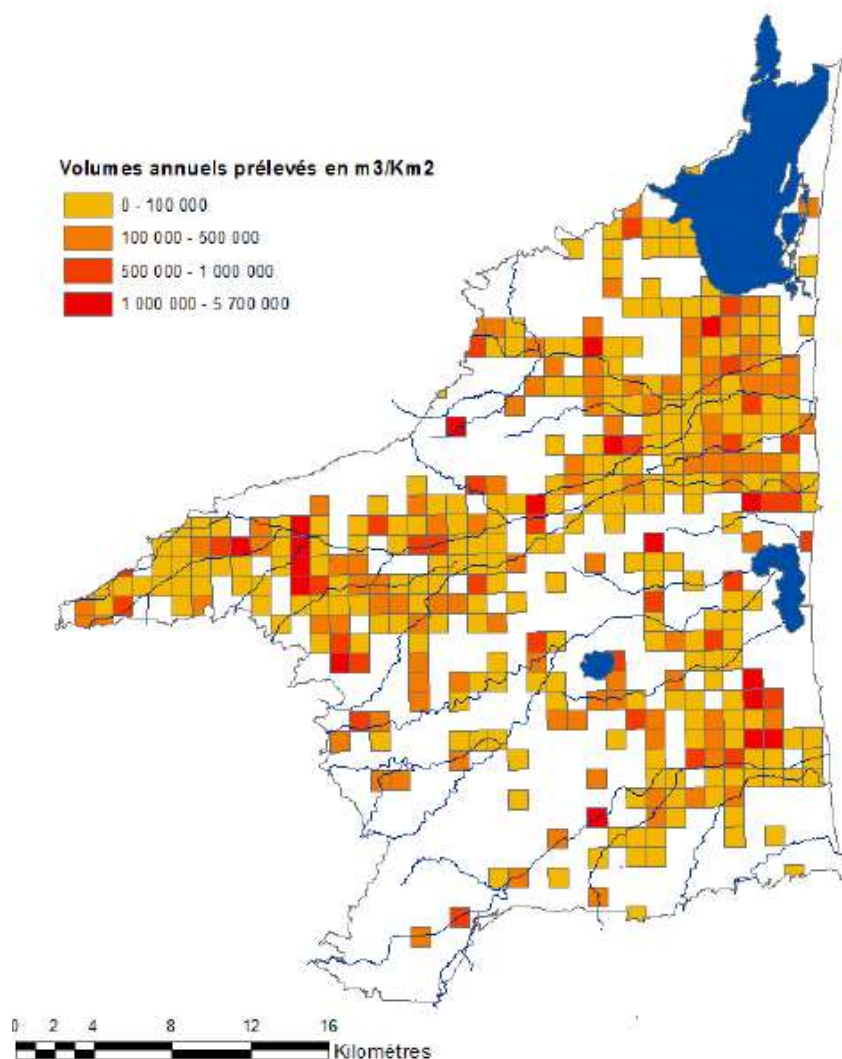 Volumes annuels prélevés en m3/Km2
0 - 100 000
100 000 - 500 000
500 000 - 1 000 000
1 000 000 - 5 700 000
0 2 4 8 12 16
Kilométres